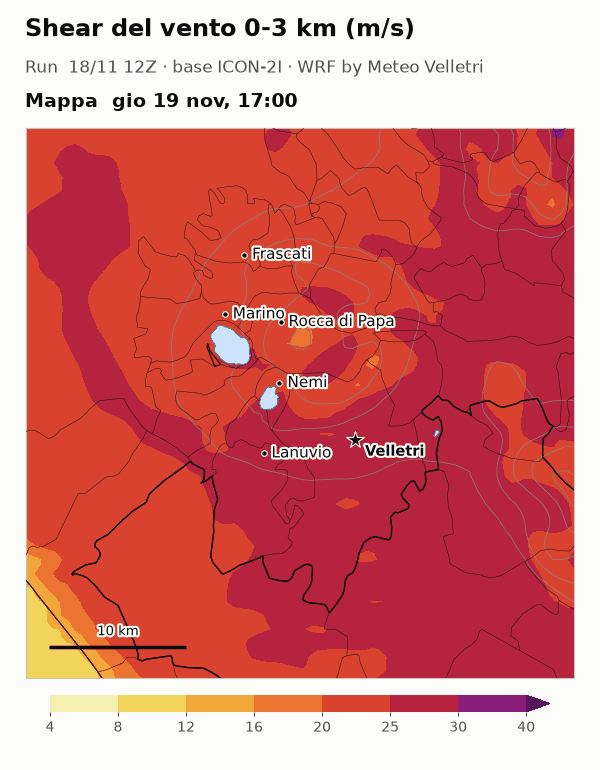 Shear del vento 0-3 km (m/s)
Run  18/11 12Z · base ICON-2I · WRF by Meteo Velletri
Mappa  gio 19 nov, 17:00
Frascati
Marino
Rocca di Papa
Nemi
Velletri
Lanuvio
10 km
4 8 12 16 20 25 30 40